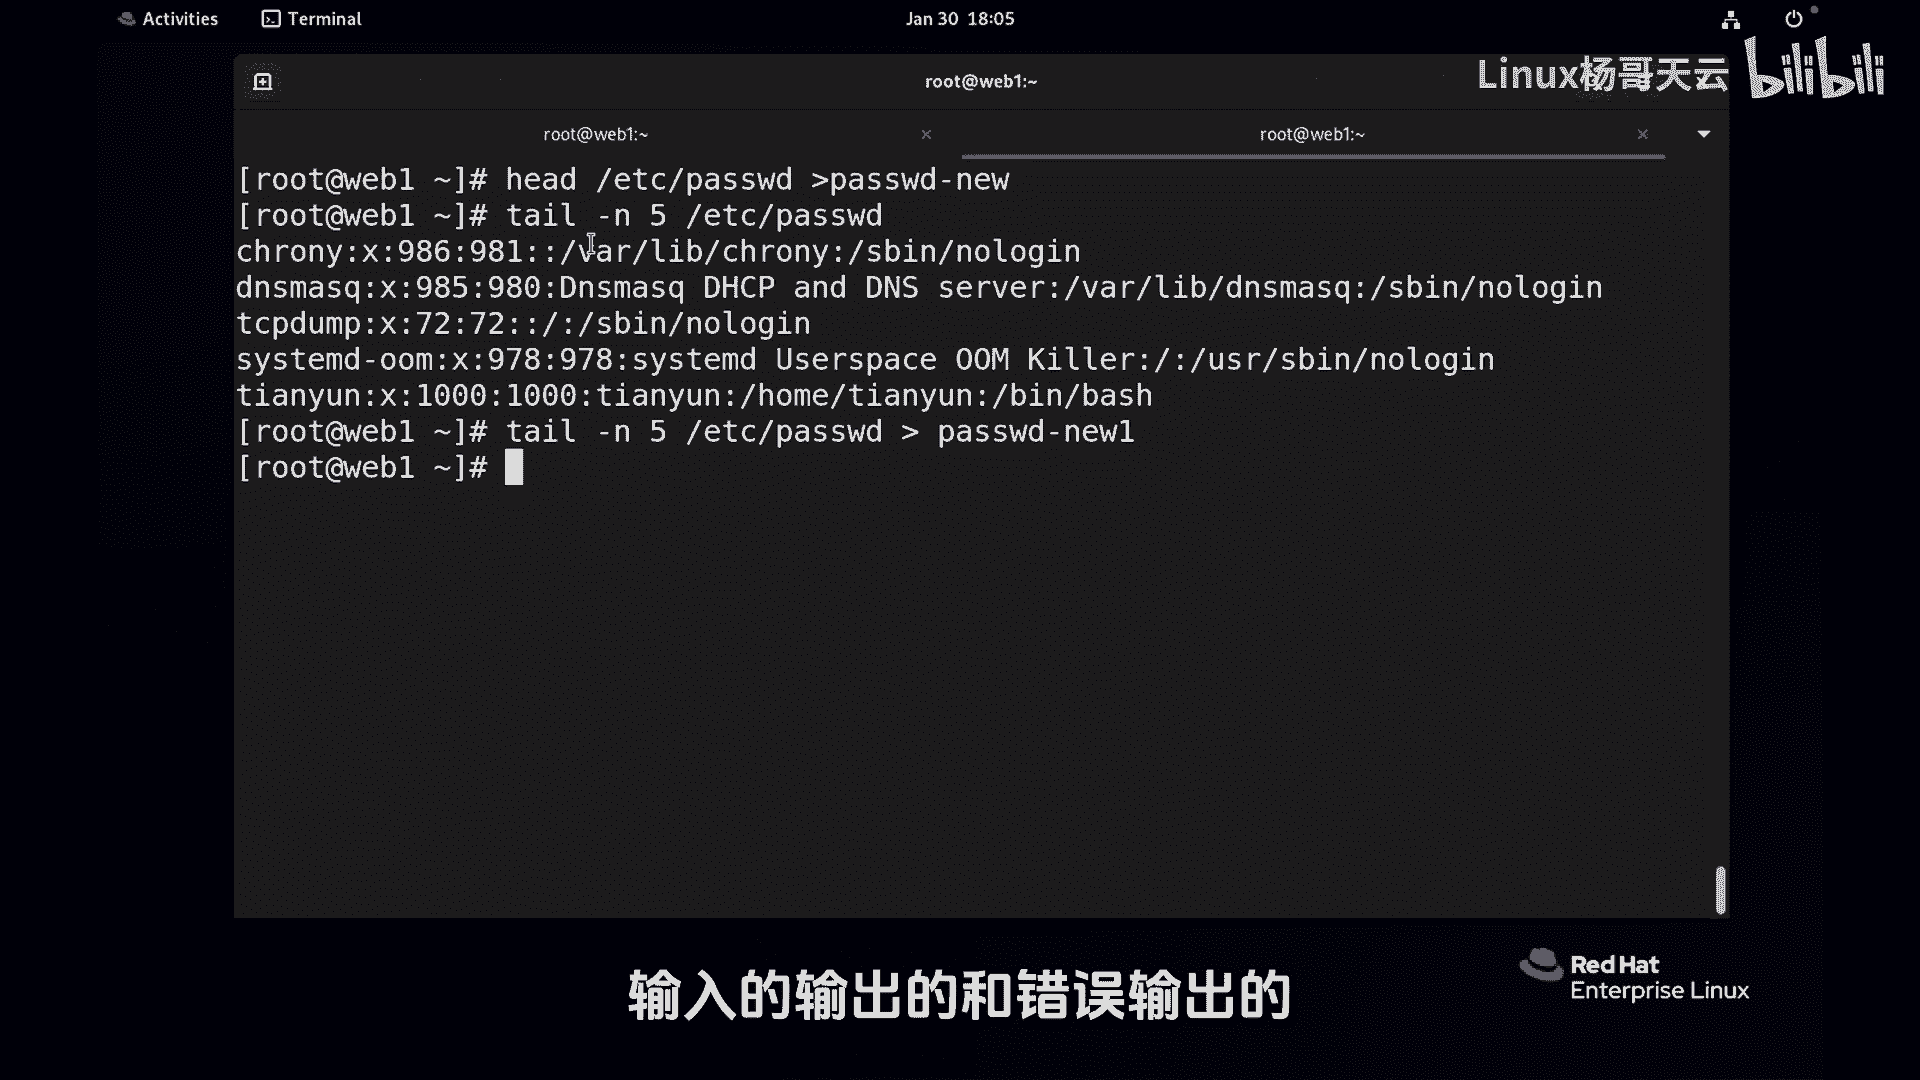 Activities
Terminal
Jan 30 18:05
root@web1:~
Linux杨哥天云
bilibili
root@web1:~
root@web1:~
[root@web1 ~]# head /etc/passwd >passwd-new
[root@web1 ~]# tail -n 5 /etc/passwd
chrony:x:986:981::/var/lib/chrony:/sbin/nologin
dnsmasq:x:985:980:Dnsmasq DHCP and DNS server:/var/lib/dnsmasq:/sbin/nologin
tcpdump:x:72:72::/:/sbin/nologin
systemd-oom:x:978:978:systemd Userspace OOM Killer:/:/usr/sbin/nologin
tianyun:x:1000:1000:tianyun:/home/tianyun:/bin/bash
[root@web1 ~]# tail -n 5 /etc/passwd > passwd-new1
[root@web1 ~]#
Red Hat
Enterprise Linux
输入的输出的和错误输出的